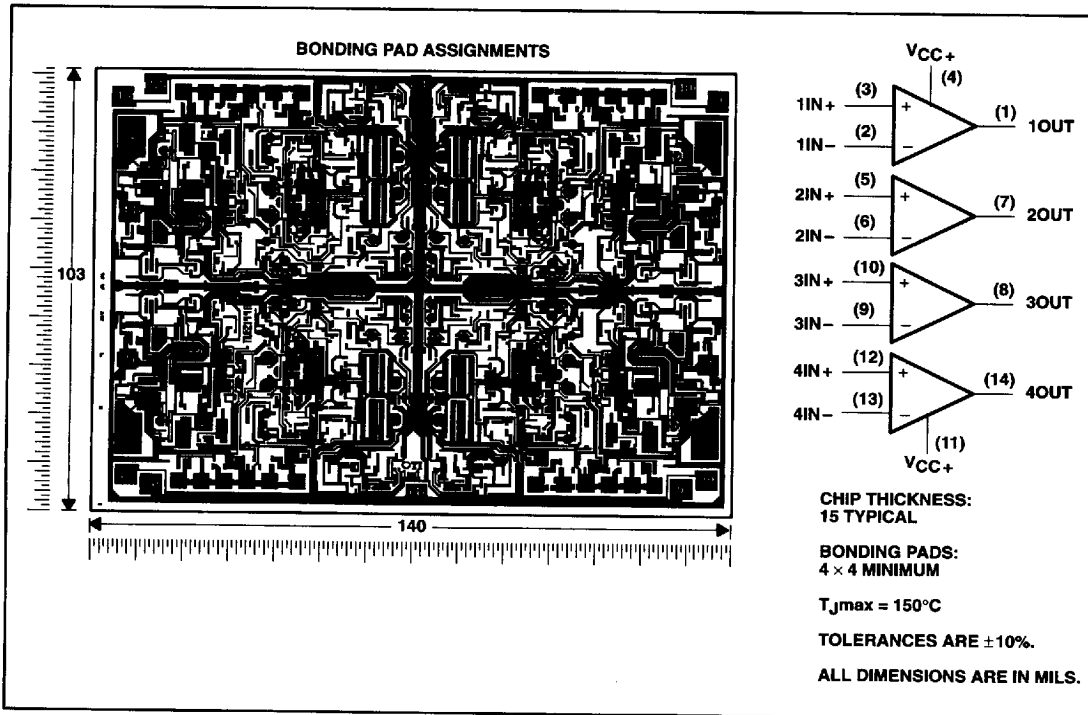 BONDING PAD ASSIGNMENTS
103
140
VCC+
(4)
1IN+ (3) +
1IN− (2) −
(1) 1OUT
2IN+ (5) +
2IN− (6) −
(7) 2OUT
3IN+ (10) +
3IN− (9) −
(8) 3OUT
4IN+ (12) +
4IN− (13) −
(14) 4OUT
(11)
VCC+
CHIP THICKNESS:
15 TYPICAL
BONDING PADS:
4 × 4 MINIMUM
TJmax = 150°C
TOLERANCES ARE ±10%.
ALL DIMENSIONS ARE IN MILS.